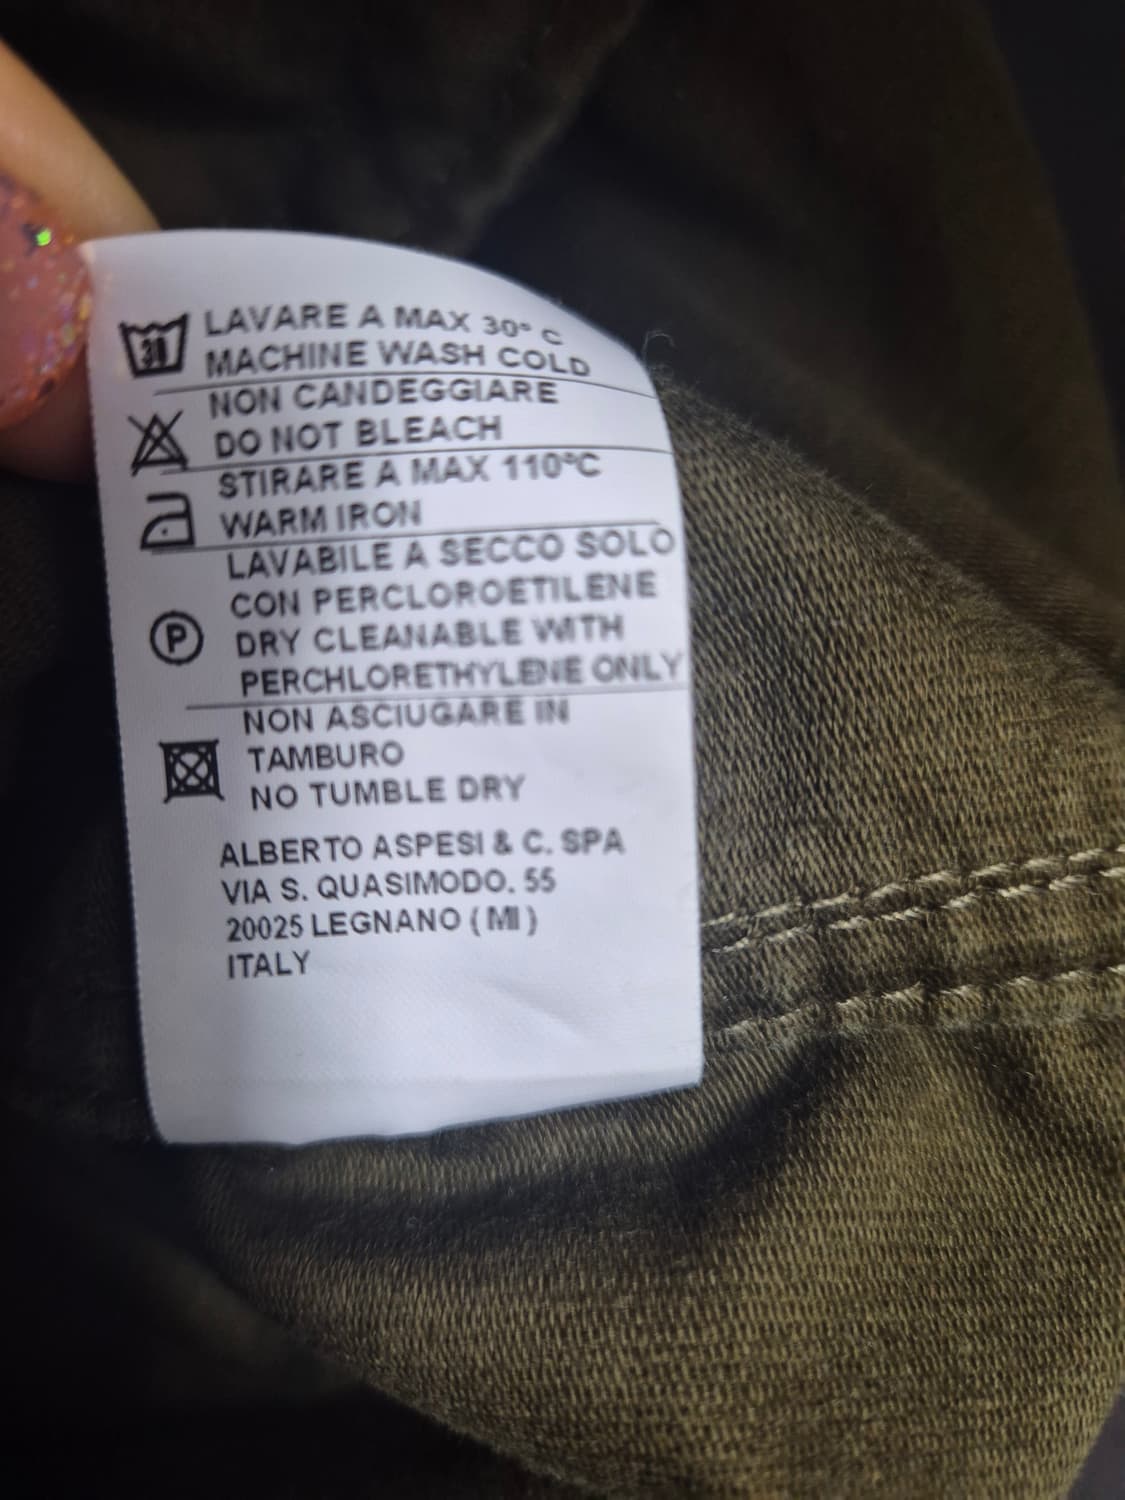 30
LAVARE A MAX 30° C
MACHINE WASH COLD
NON CANDEGGIARE
DO NOT BLEACH
STIRARE A MAX 110°C
WARM IRON
LAVABILE A SECCO SOLO
CON PERCLOROETILENE
P
DRY CLEANABLE WITH
PERCHLORETHYLENE ONLY
NON ASCIUGARE IN
TAMBURO
NO TUMBLE DRY
ALBERTO ASPESI & C. SPA
VIA S. QUASIMODO. 55
20025 LEGNANO ( MI )
ITALY